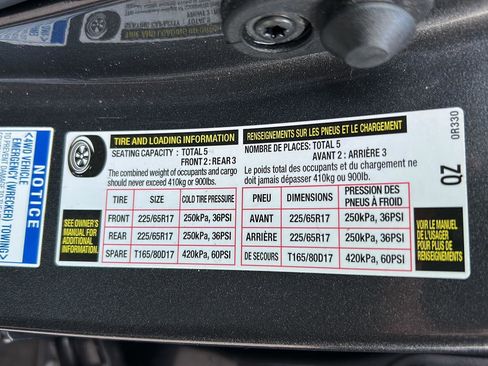 TIRE AND LOADING INFORMATION
SEATING CAPACITY : TOTAL 5
FRONT 2 : REAR 3
The combined weight of occupants and cargo
should never exceed 410kg or 900lbs.
RENSEIGNEMENTS SUR LES PNEUS ET LE CHARGEMENT
NOMBRE DE PLACES: TOTAL 5
AVANT 2 : ARRIÈRE 3
Le poids total des occupants et du chargement ne
doit jamais dépasser 410kg ou 900lb.
TIRE SIZE COLD TIRE PRESSURE
FRONT 225/65R17 250kPa, 36PSI
REAR 225/65R17 250kPa, 36PSI
SPARE T165/80D17 420kPa, 60PSI
PNEU DIMENSIONS PRESSION DES
PNEUS À FROID
AVANT 225/65R17 250kPa, 36PSI
ARRIÈRE 225/65R17 250kPa, 36PSI
DE SECOURS T165/80D17 420kPa, 60PSI
SEE OWNER'S
MANUAL FOR
ADDITIONAL
INFORMATION.
VOIR LE MANUEL
DE L'USAGER
POUR PLUS DE
RENSEIGNEMENTS
NOTICE
<4WD VEHICLE
EMERGENCY (WRECKER) TOWING>
0R330
QZ